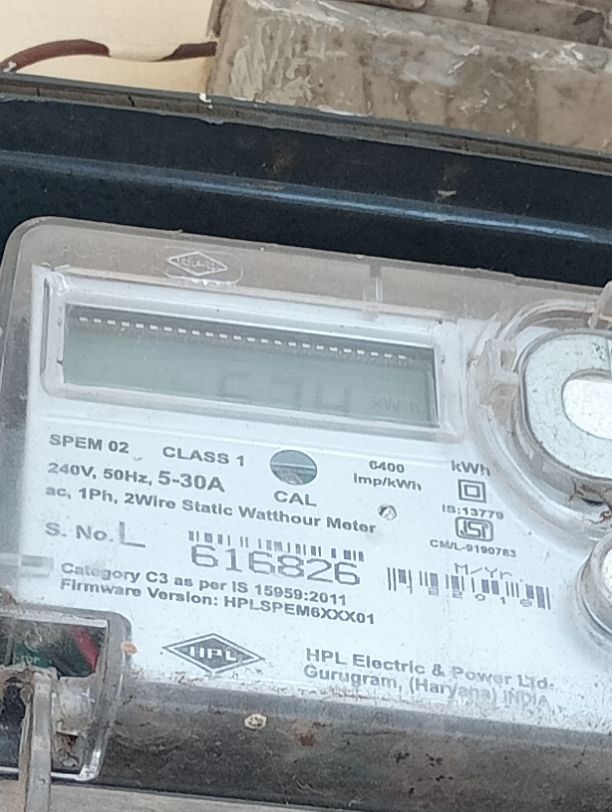 kWh
SPEM 02 CLASS 1
240V, 50Hz, 5-30A
ac, 1Ph, 2Wire Static Watthour Meter
CAL
6400
Imp/kWh
kWh
IS:13779
CM/L-9190783
S. No. L
616826
M/Yr.
Category C3 as per IS 15959:2011
Firmware Version: HPLSPEM6XXX01
HPL
HPL Electric & Power Ltd.
Gurugram, (Haryana) INDIA